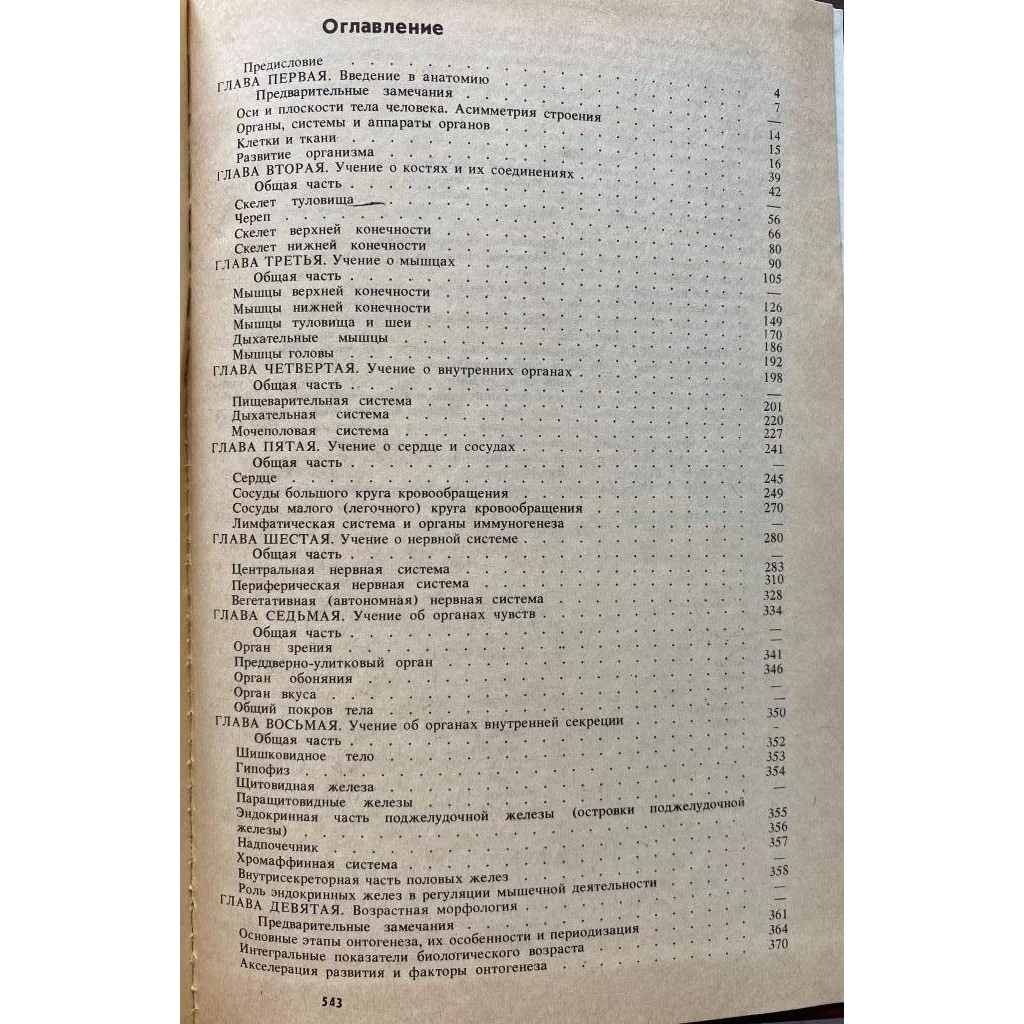 Оглавление
Предисловие . . . 4
ГЛАВА ПЕРВАЯ. Введение в анатомию . . . 7
Предварительные замечания . . . —
Оси и плоскости тела человека. Асимметрия строения . . . 14
Органы, системы и аппараты органов . . . 15
Клетки и ткани . . . 16
Развитие организма . . . 39
ГЛАВА ВТОРАЯ. Учение о костях и их соединениях . . . 42
Общая часть . . . —
Скелет туловища . . . 56
Череп . . . 66
Скелет верхней конечности . . . 80
Скелет нижней конечности . . . 90
ГЛАВА ТРЕТЬЯ. Учение о мышцах . . . 105
Общая часть . . . —
Мышцы верхней конечности . . . 126
Мышцы нижней конечности . . . 149
Мышцы туловища и шеи . . . 170
Дыхательные мышцы . . . 186
Мышцы головы . . . 192
ГЛАВА ЧЕТВЕРТАЯ. Учение о внутренних органах . . . 198
Общая часть . . . —
Пищеварительная система . . . 201
Дыхательная система . . . 220
Мочеполовая система . . . 227
ГЛАВА ПЯТАЯ. Учение о сердце и сосудах . . . 241
Общая часть . . . —
Сердце . . . 245
Сосуды большого круга кровообращения . . . 249
Сосуды малого (легочного) круга кровообращения . . . 270
Лимфатическая система и органы иммуногенеза . . . —
ГЛАВА ШЕСТАЯ. Учение о нервной системе . . . 280
Общая часть . . . —
Центральная нервная система . . . 283
Периферическая нервная система . . . 310
Вегетативная (автономная) нервная система . . . 328
ГЛАВА СЕДЬМАЯ. Учение об органах чувств . . . 334
Общая часть . . . —
Орган зрения . . . —
Преддверно-улитковый орган . . . 341
Орган обоняния . . . 346
Орган вкуса . . . —
Общий покров тела . . . —
ГЛАВА ВОСЬМАЯ. Учение об органах внутренней секреции . . . 350
Общая часть . . . —
Шишковидное тело . . . 352
Гипофиз . . . 353
Щитовидная железа . . . 354
Паращитовидные железы . . . —
Эндокринная часть поджелудочной железы (островки поджелудочной
железы) . . . 355
Надпочечник . . . 356
Хромаффинная система . . . 357
Внутрисекреторная часть половых желез . . . —
Роль эндокринных желез в регуляции мышечной деятельности . . . 358
ГЛАВА ДЕВЯТАЯ. Возрастная морфология . . . —
Предварительные замечания . . . —
Основные этапы онтогенеза, их особенности и периодизация . . . 361
Интегральные показатели биологического возраста . . . 364
Акселерация развития и факторы онтогенеза . . . 370
543